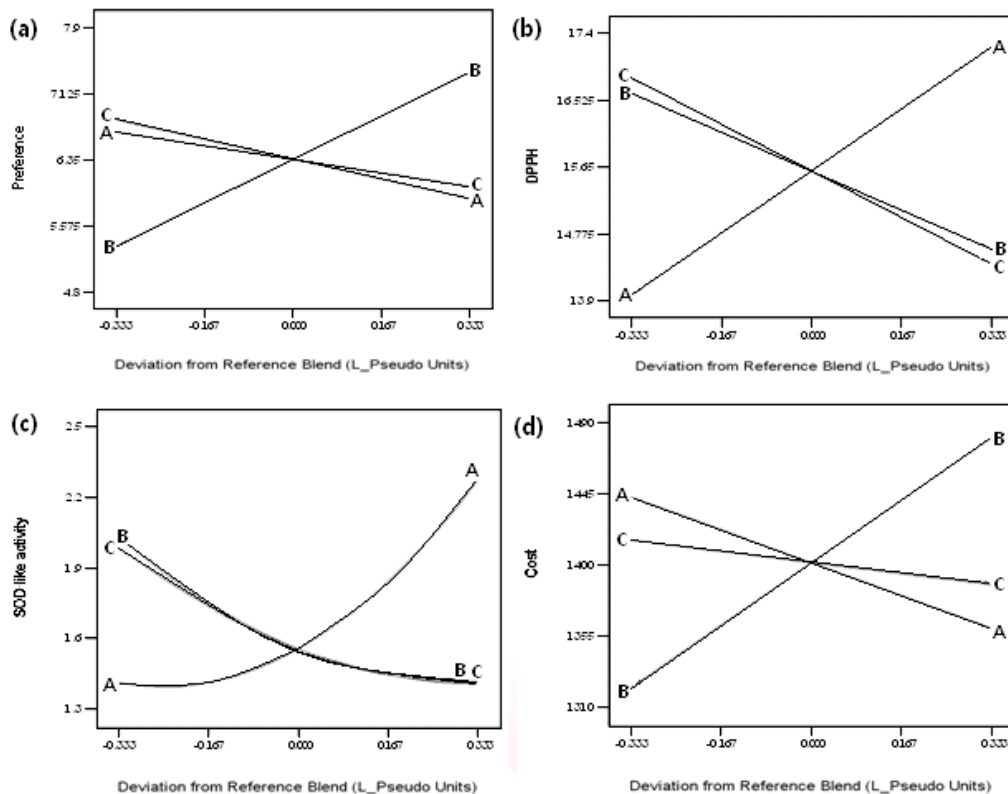 (a)
7.9
7.125
6.35
5.575
4.8
Preference
B
C
A
C
A
B
-0.333
-0.167
0.000
0.167
0.333
Deviation from Reference Blend (L_Pseudo Units)
(b)
17.4
16.525
15.65
14.775
13.9
DPPH
A
C
B
B
C
A
-0.333
-0.167
0.000
0.167
0.333
Deviation from Reference Blend (L_Pseudo Units)
(c)
2.5
2.2
1.9
1.6
1.3
SOD like activity
A
B
C
B C
A
-0.333
-0.167
0.000
0.167
0.333
Deviation from Reference Blend (L_Pseudo Units)
(d)
1490
1445
1400
1355
1310
Cost
B
A
C
C
A
B
-0.333
-0.167
0.000
0.167
0.333
Deviation from Reference Blend (L_Pseudo Units)